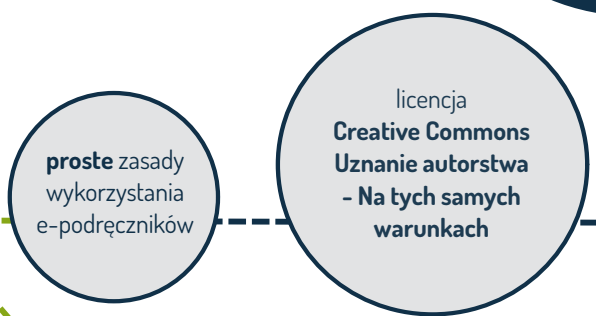 proste zasady
wykorzystania
e-podręczników
licencja
Creative Commons
Uznanie autorstwa
- Na tych samych
warunkach